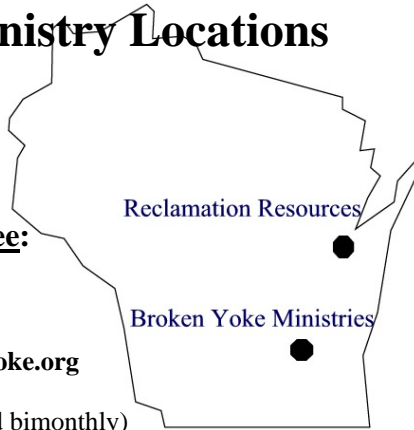 nistry Locations
Reclamation Resources
ee:
Broken Yoke Ministries
oke.org
d bimonthly)